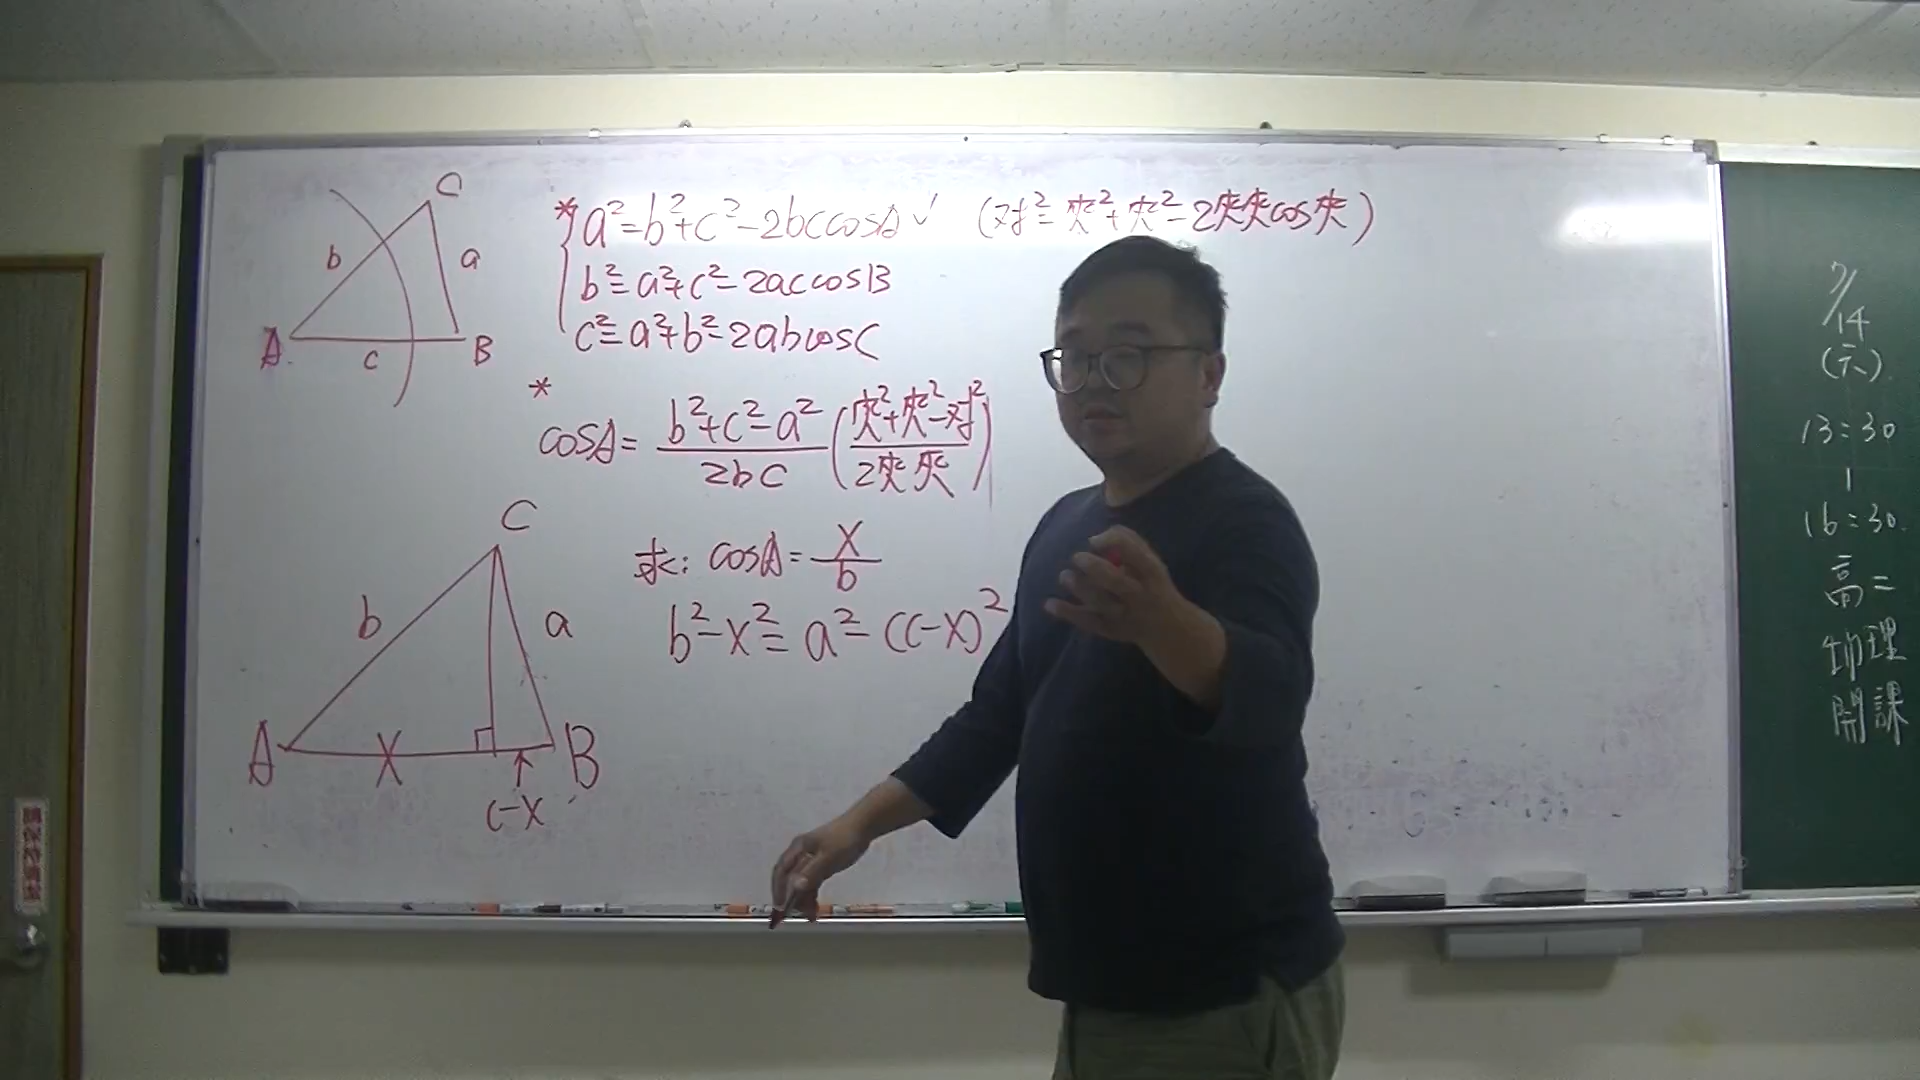 C
b
a
A
c
B
* a²=b²+c²-2bccosA✓ (对²=夾²+夾²-2夾夾cos夾)
b²=a²+c²-2accosB
c²=a²+b²-2abcosC
*
cosA= b²+c²-a² / 2bc (夾²+夾²-对² / 2夾夾)
C
b
a
A
X
B
c-x
求: cosA= x / b
b²-x²=a²-(c-x)²
7/14
(六)
13:30
|
16:30
高二
物理
開課